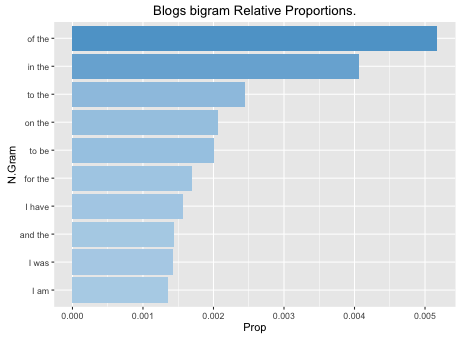 Blogs bigram Relative Proportions.
N.Gram
of the
in the
to the
on the
to be
for the
I have
and the
I was
I am
0.000 0.001 0.002 0.003 0.004 0.005
Prop